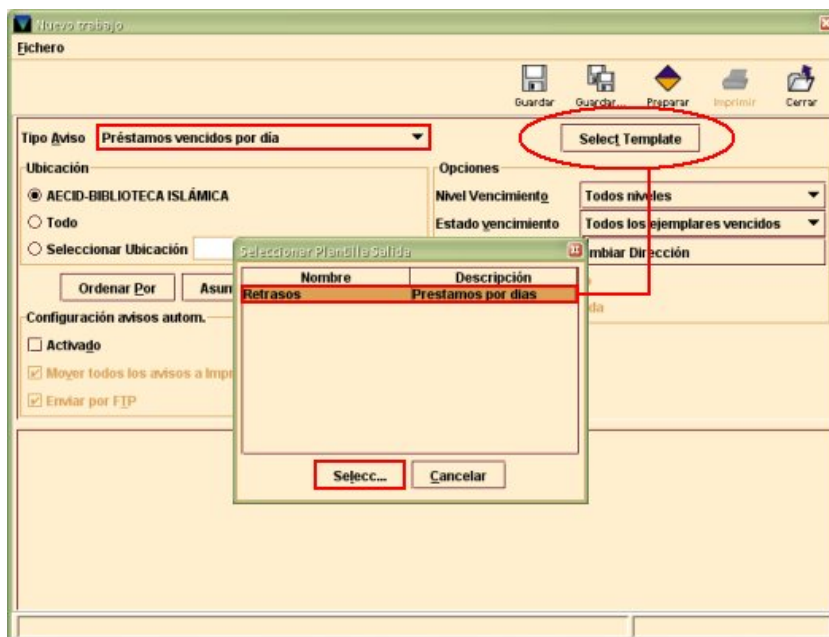 Nuevo trabajo
Fichero
Guardar Guardar... Preparar Imprimir Cerrar
Tipo Aviso Préstamos vencidos por día Select Template
Ubicación Opciones
AECID-BIBLIOTECA ISLÁMICA Nivel Vencimiento Todos niveles
Todo Estado vencimiento Todos los ejemplares vencidos
Seleccionar Ubicación Seleccionar Plantilla Salida mbiar Dirección
Nombre Descripción
Ordenar Por Asun Retrasos Prestamos por dias
Configuración avisos autom.
Activado
Mover todos los avisos a Impr
Enviar por FTP
Selecc... Cancelar